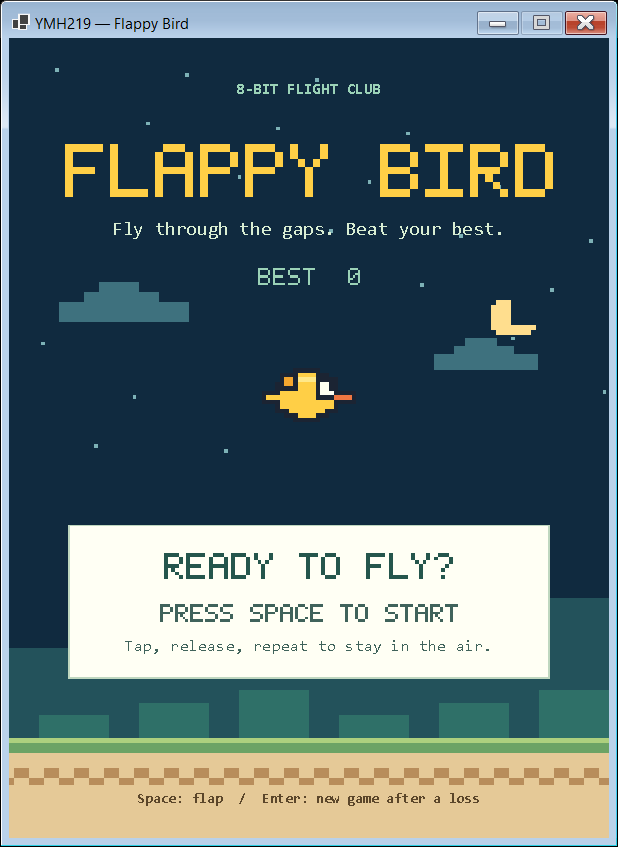 YMH219 — Flappy Bird
8-BIT FLIGHT CLUB
FLAPPY BIRD
Fly through the gaps. Beat your best.
BEST 0
READY TO FLY?
PRESS SPACE TO START
Tap, release, repeat to stay in the air.
Space: flap / Enter: new game after a loss